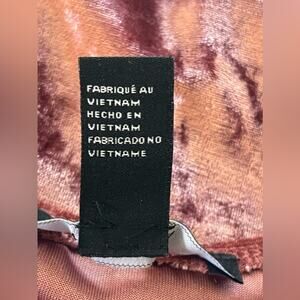 FABRIQUÉ AU
VIETNAM
HECHO EN
VIETNAM
FABRICADO NO
VIETNAME